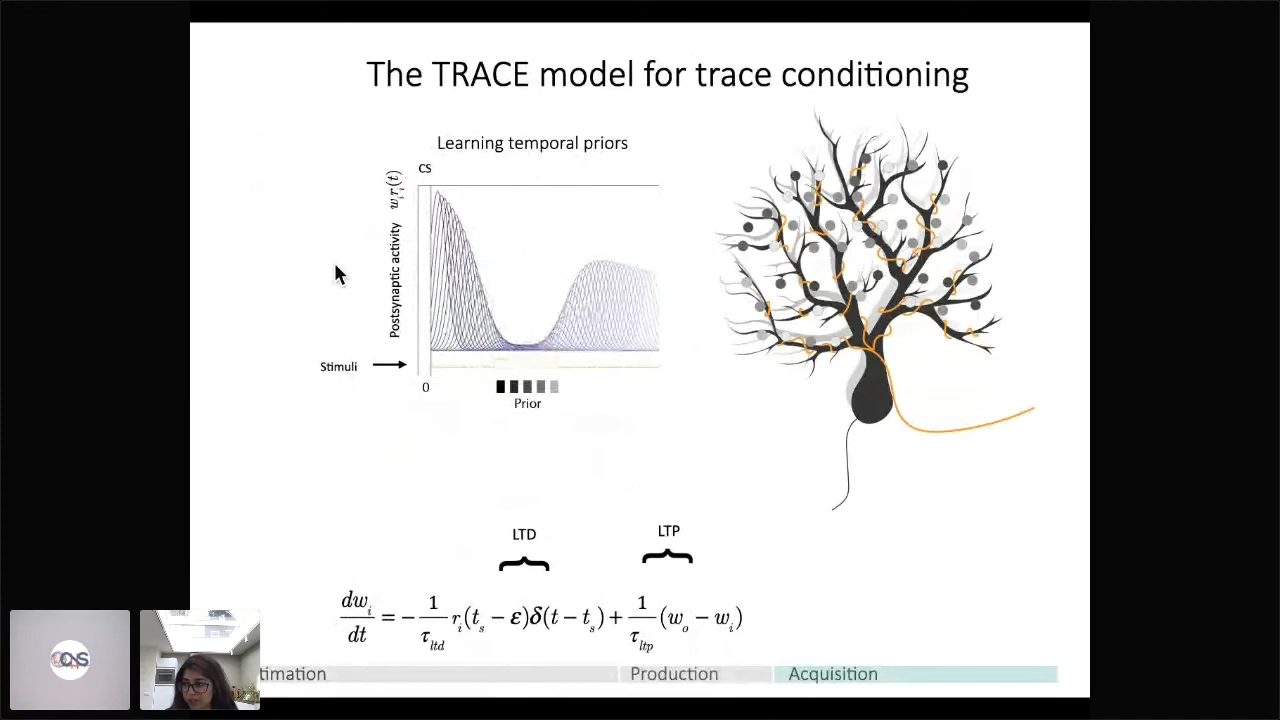 The TRACE model for trace conditioning
Learning temporal priors
CS
Postsynaptic activity w_i r_i(t)
Stimuli
0
Prior
LTD
LTP
dw_i/dt = −1/τ_ltd r_i(t_s − ε)δ(t − t_s) + 1/τ_ltp (w_o − w_i)
timation
Production
Acquisition